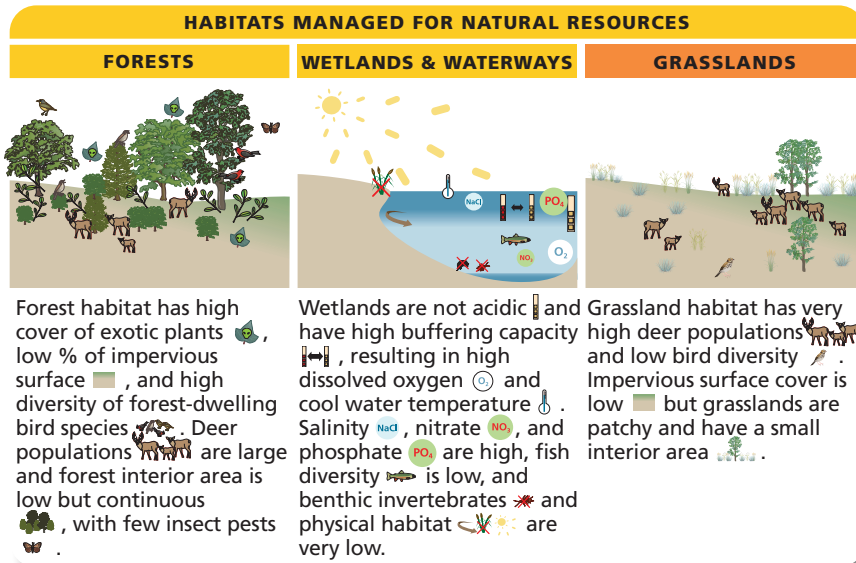 HABITATS MANAGED FOR NATURAL RESOURCES
FORESTS
WETLANDS & WATERWAYS
GRASSLANDS
NaCl
PO₄
NO₃
O₂
Forest habitat has high
cover of exotic plants ,
low % of impervious
surface , and high
diversity of forest-dwelling
bird species . Deer
populations are large
and forest interior area is
low but continuous
, with few insect pests
.
Wetlands are not acidic and
have high buffering capacity
, resulting in high
dissolved oxygen O₂ and
cool water temperature .
Salinity NaCl , nitrate NO₃ , and
phosphate PO₄ are high, fish
diversity is low, and
benthic invertebrates and
physical habitat are
very low.
Grassland habitat has very
high deer populations
and low bird diversity .
Impervious surface cover is
low but grasslands are
patchy and have a small
interior area .